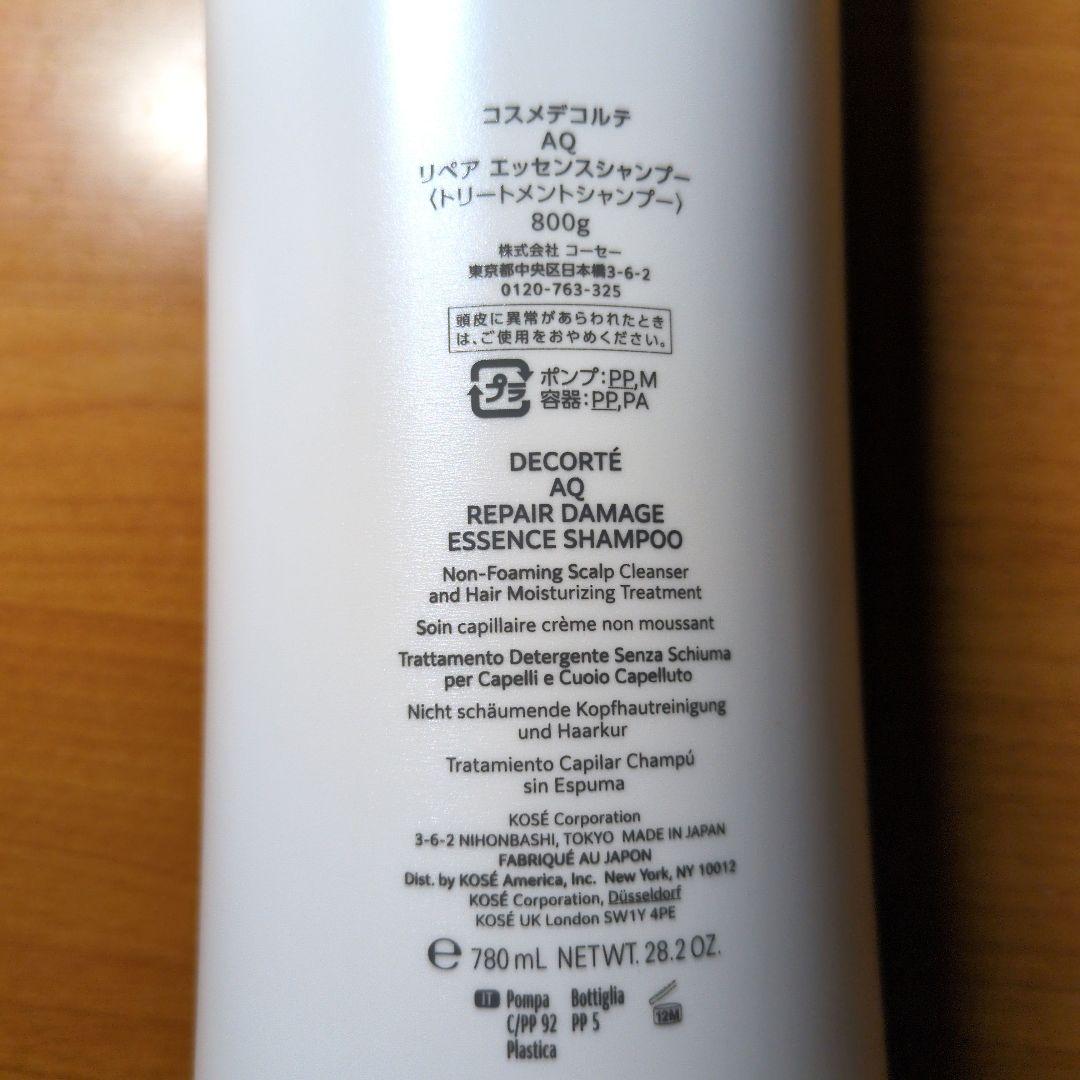 コスメデコルテ
AQ
リペア エッセンスシャンプー
〈トリートメントシャンプー〉
800g
株式会社 コーセー
東京都中央区日本橋3-6-2
0120-763-325
頭皮に異常があらわれたとき
は、ご使用をおやめください。
プラ
ポンプ:PP,M
容器:PP,PA
DECORTÉ
AQ
REPAIR DAMAGE
ESSENCE SHAMPOO
Non-Foaming Scalp Cleanser
and Hair Moisturizing Treatment
Soin capillaire crème non moussant
Trattamento Detergente Senza Schiuma
per Capelli e Cuoio Capelluto
Nicht schäumende Kopfhautreinigung
und Haarkur
Tratamiento Capilar Champú
sin Espuma
KOSÉ Corporation
3-6-2 NIHONBASHI, TOKYO MADE IN JAPAN
FABRIQUÉ AU JAPON
Dist. by KOSÉ America, Inc. New York, NY 10012
KOSÉ Corporation, Düsseldorf
KOSÉ UK London SW1Y 4PE
℮ 780 mL NETWT. 28.2 OZ.
IT Pompa Bottiglia
C/PP 92 PP 5
Plastica
12M